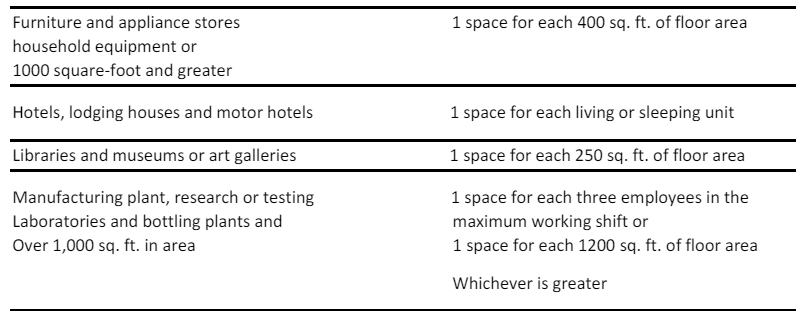 Furniture and appliance stores
household equipment or
1000 square-foot and greater
1 space for each 400 sq. ft. of floor area
Hotels, lodging houses and motor hotels
1 space for each living or sleeping unit
Libraries and museums or art galleries
1 space for each 250 sq. ft. of floor area
Manufacturing plant, research or testing
Laboratories and bottling plants and
Over 1,000 sq. ft. in area
1 space for each three employees in the
maximum working shift or
1 space for each 1200 sq. ft. of floor area
Whichever is greater